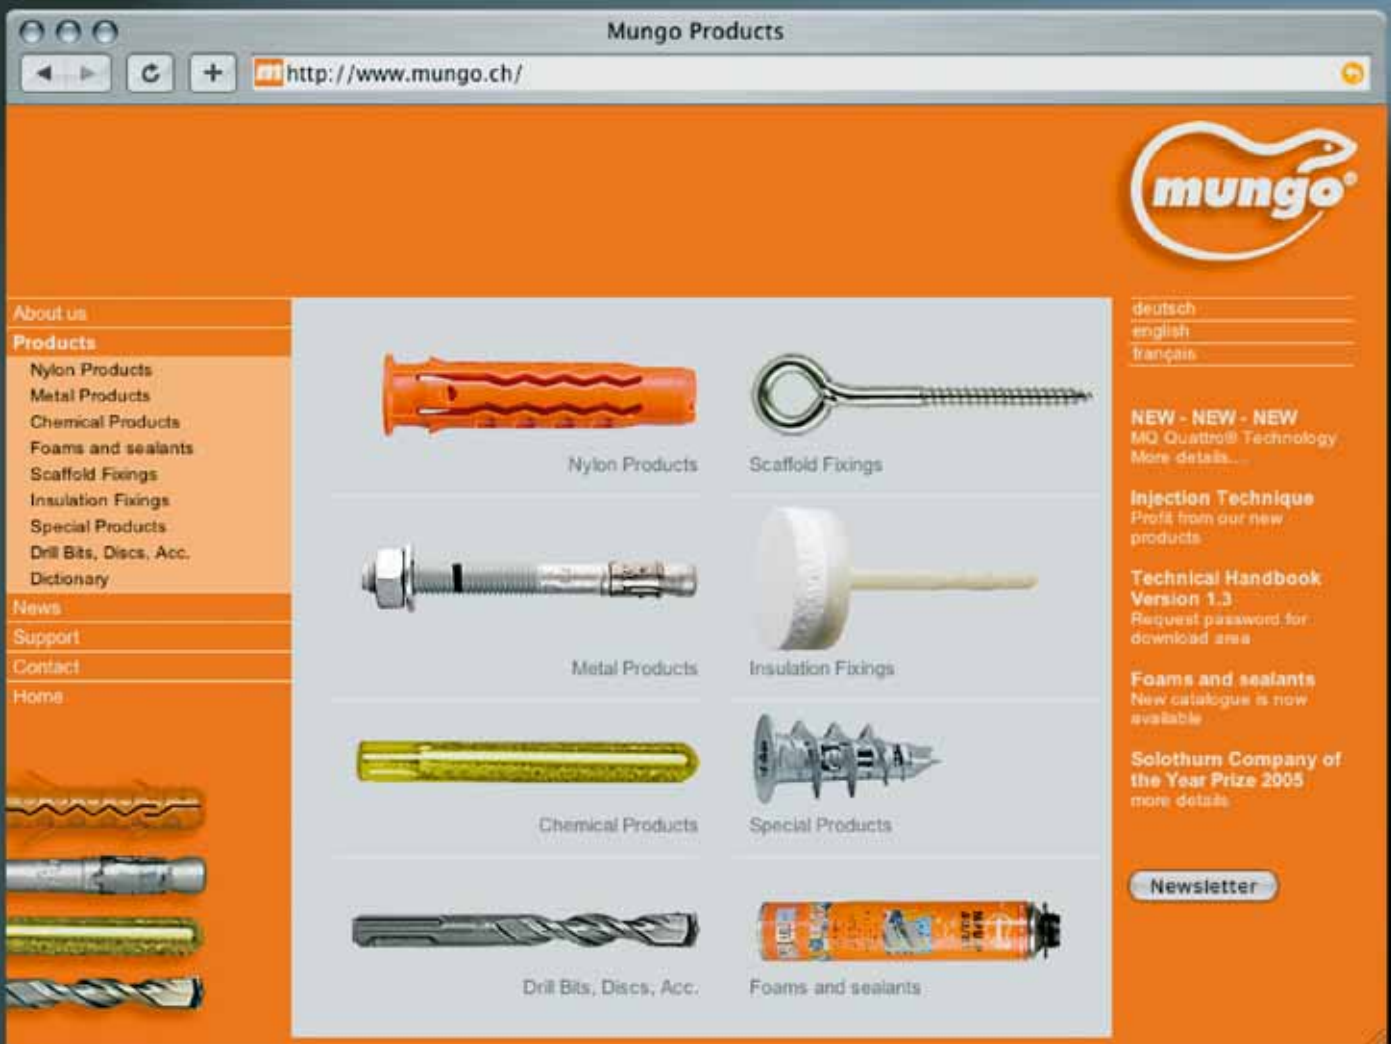 Mungo Products
http://www.mungo.ch/
mungo®
About us
Products
Nylon Products
Metal Products
Chemical Products
Foams and sealants
Scaffold Fixings
Insulation Fixings
Special Products
Drill Bits, Discs, Acc.
Dictionary
News
Support
Contact
Home
Nylon Products
Scaffold Fixings
Metal Products
Insulation Fixings
Chemical Products
Special Products
Drill Bits, Discs, Acc.
Foams and sealants
deutsch
english
français
NEW - NEW - NEW
MQ Quattro® Technology
More details...
Injection Technique
Profit from our new
products
Technical Handbook
Version 1.3
Request password for
download area
Foams and sealants
New catalogue is now
available
Solothurn Company of
the Year Prize 2005
more details
Newsletter